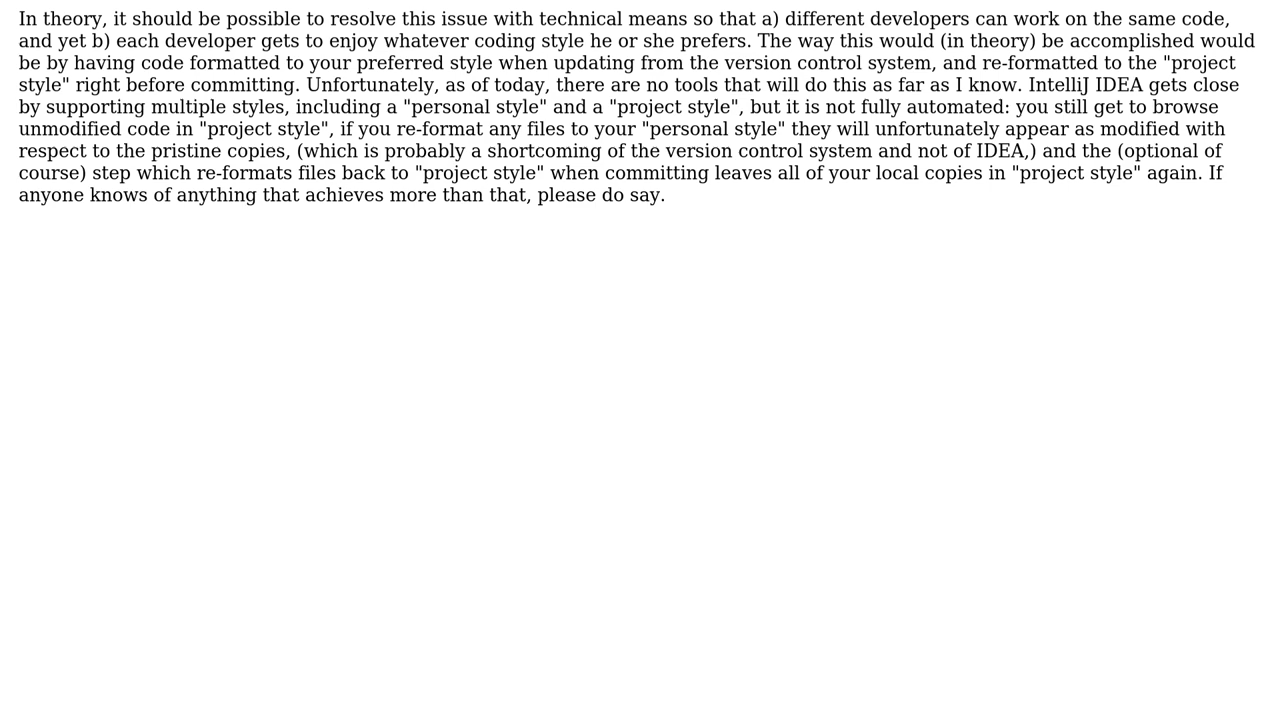 In theory, it should be possible to resolve this issue with technical means so that a) different developers can work on the same code,
and yet b) each developer gets to enjoy whatever coding style he or she prefers. The way this would (in theory) be accomplished would
be by having code formatted to your preferred style when updating from the version control system, and re-formatted to the "project
style" right before committing. Unfortunately, as of today, there are no tools that will do this as far as I know. IntelliJ IDEA gets close
by supporting multiple styles, including a "personal style" and a "project style", but it is not fully automated: you still get to browse
unmodified code in "project style", if you re-format any files to your "personal style" they will unfortunately appear as modified with
respect to the pristine copies, (which is probably a shortcoming of the version control system and not of IDEA,) and the (optional of
course) step which re-formats files back to "project style" when committing leaves all of your local copies in "project style" again. If
anyone knows of anything that achieves more than that, please do say.